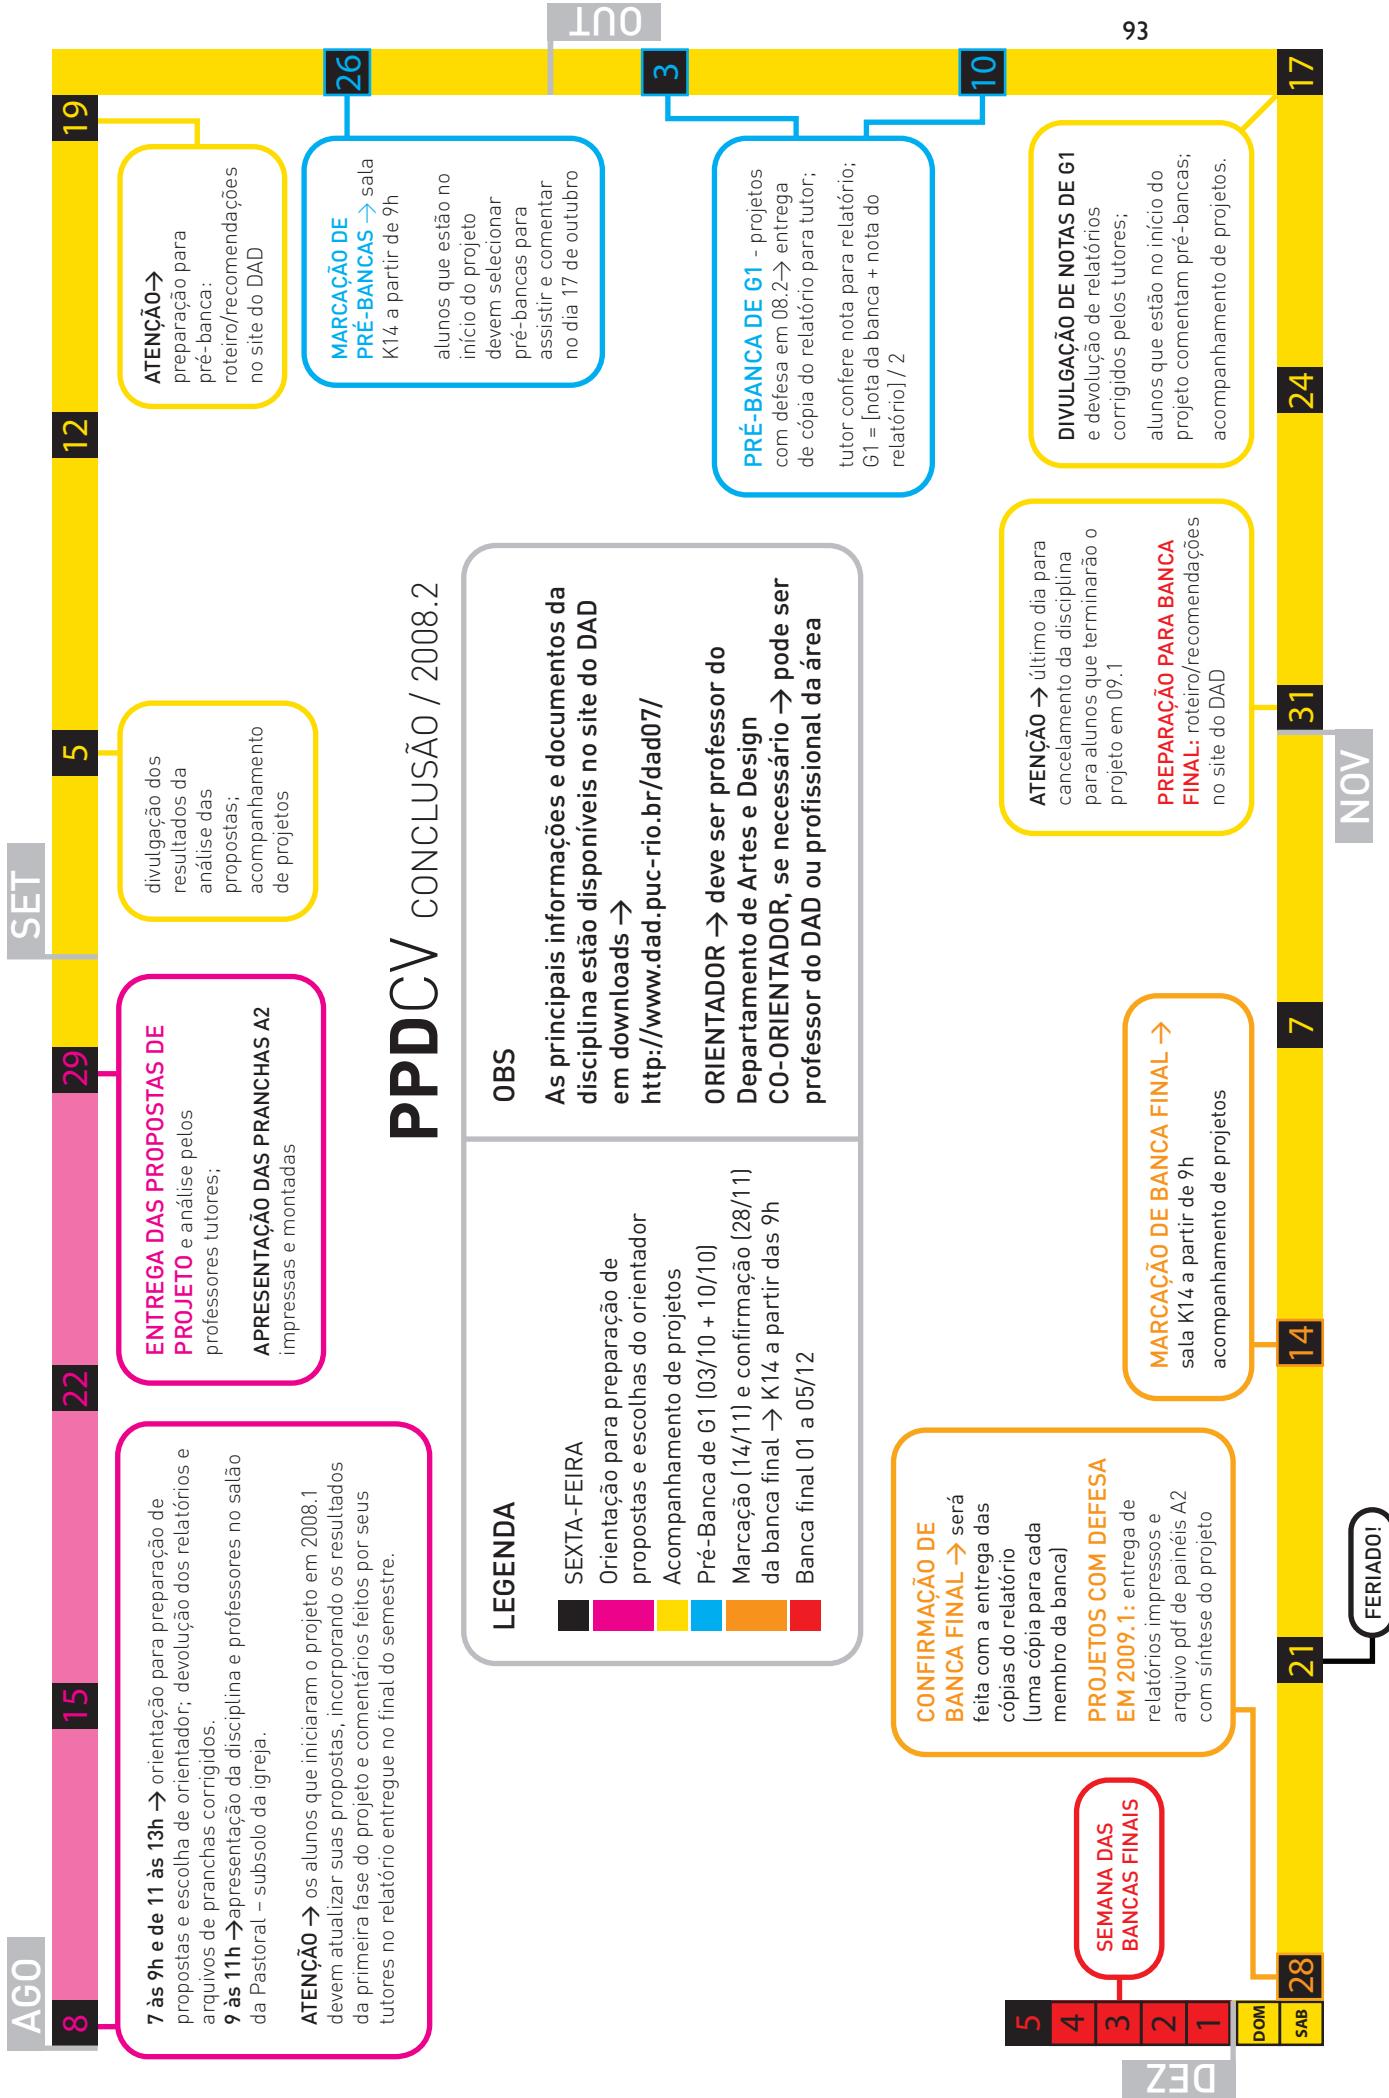 93
PPDCV CONCLUSÃO / 2008.2
AGO
8
15
22
29
SET
5
12
19
26
OUT
3
10
17
24
31
NOV
7
14
21
28
SAB
DOM
DEZ
1
2
3
4
5
7 às 9h e de 11 às 13h → orientação para preparação de
propostas e escolha de orientador; devolução dos relatórios e
arquivos de pranchas corrigidos.
9 às 11h → apresentação da disciplina e professores no salão
da Pastoral – subsolo da igreja.
ATENÇÃO → os alunos que iniciaram o projeto em 2008.1
devem atualizar suas propostas, incorporando os resultados
da primeira fase do projeto e comentários feitos por seus
tutores no relatório entregue no final do semestre.
ENTREGA DAS PROPOSTAS DE
PROJETO e análise pelos
professores tutores;
APRESENTAÇÃO DAS PRANCHAS A2
impressas e montadas
divulgação dos
resultados da
análise das
propostas;
acompanhamento
de projetos
ATENÇÃO→
preparação para
pré-banca:
roteiro/recomendações
no site do DAD
MARCAÇÃO DE
PRÉ-BANCAS → sala
K14 a partir de 9h
alunos que estão no
início do projeto
devem selecionar
pré-bancas para
assistir e comentar
no dia 17 de outubro
PRÉ-BANCA DE G1 - projetos
com defesa em 08.2→ entrega
de cópia do relatório para tutor;
tutor confere nota para relatório;
G1 = [nota da banca + nota do
relatório] / 2
DIVULGAÇÃO DE NOTAS DE G1
e devolução de relatórios
corrigidos pelos tutores;
alunos que estão no início do
projeto comentam pré-bancas;
acompanhamento de projetos.
ATENÇÃO → último dia para
cancelamento da disciplina
para alunos que terminarão o
projeto em 09.1
PREPARAÇÃO PARA BANCA
FINAL: roteiro/recomendações
no site do DAD
MARCAÇÃO DE BANCA FINAL →
sala K14 a partir de 9h
acompanhamento de projetos
FERIADO!
CONFIRMAÇÃO DE
BANCA FINAL → será
feita com a entrega das
cópias do relatório
(uma cópia para cada
membro da banca)
PROJETOS COM DEFESA
EM 2009.1: entrega de
relatórios impressos e
arquivo pdf de painéis A2
com síntese do projeto
SEMANA DAS
BANCAS FINAIS
LEGENDA
SEXTA-FEIRA
Orientação para preparação de
propostas e escolhas do orientador
Acompanhamento de projetos
Pré-Banca de G1 (03/10 + 10/10)
Marcação (14/11) e confirmação (28/11)
da banca final → K14 a partir das 9h
Banca final 01 a 05/12
OBS
As principais informações e documentos da
disciplina estão disponíveis no site do DAD
em downloads →
http://www.dad.puc-rio.br/dad07/
ORIENTADOR → deve ser professor do
Departamento de Artes e Design
CO-ORIENTADOR, se necessário → pode ser
professor do DAD ou profissional da área